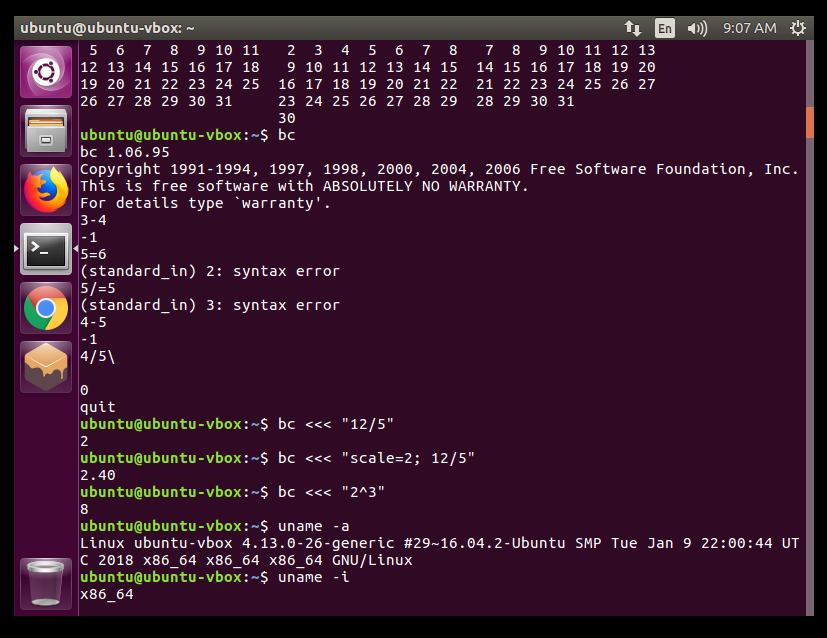 ubuntu@ubuntu-vbox: ~ En 9:07 AM
 5  6  7  8  9 10 11   2  3  4  5  6  7  8   7  8  9 10 11 12 13
12 13 14 15 16 17 18   9 10 11 12 13 14 15  14 15 16 17 18 19 20
19 20 21 22 23 24 25  16 17 18 19 20 21 22  21 22 23 24 25 26 27
26 27 28 29 30 31     23 24 25 26 27 28 29  28 29 30 31
                      30
ubuntu@ubuntu-vbox:~$ bc
bc 1.06.95
Copyright 1991-1994, 1997, 1998, 2000, 2004, 2006 Free Software Foundation, Inc.
This is free software with ABSOLUTELY NO WARRANTY.
For details type `warranty'.
3-4
-1
5=6
(standard_in) 2: syntax error
5/=5
(standard_in) 3: syntax error
4-5
-1
4/5\
0
quit
ubuntu@ubuntu-vbox:~$ bc <<< "12/5"
2
ubuntu@ubuntu-vbox:~$ bc <<< "scale=2; 12/5"
2.40
ubuntu@ubuntu-vbox:~$ bc <<< "2^3"
8
ubuntu@ubuntu-vbox:~$ uname -a
Linux ubuntu-vbox 4.13.0-26-generic #29~16.04.2-Ubuntu SMP Tue Jan 9 22:00:44 UT
C 2018 x86_64 x86_64 x86_64 GNU/Linux
ubuntu@ubuntu-vbox:~$ uname -i
x86_64